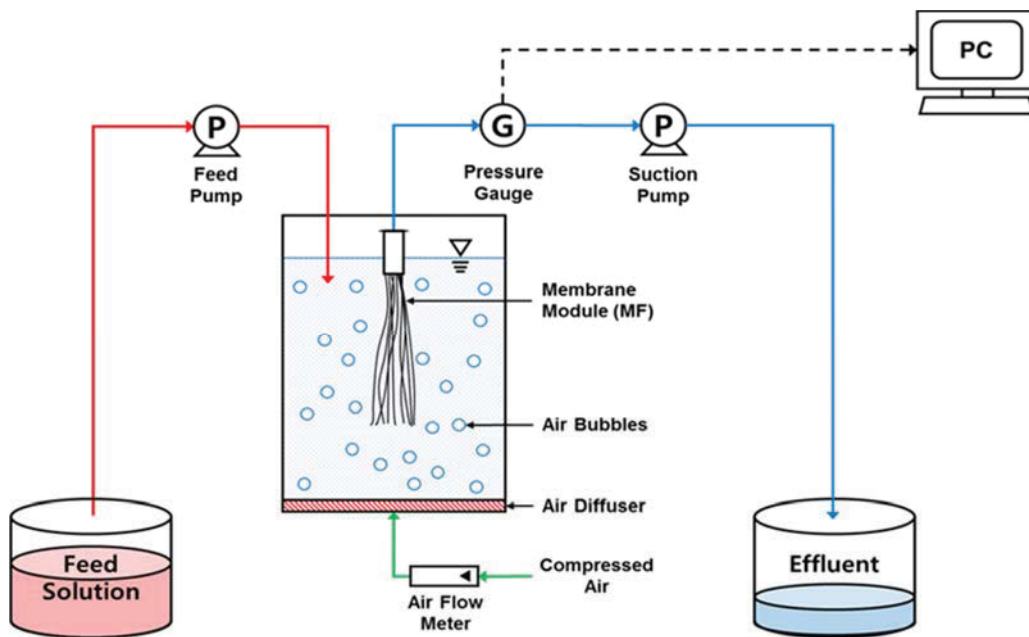 PC
P
Feed
Pump
G
Pressure
Gauge
P
Suction
Pump
Membrane
Module (MF)
Air Bubbles
Air Diffuser
Feed
Solution
Compressed
Air
Air Flow
Meter
Effluent